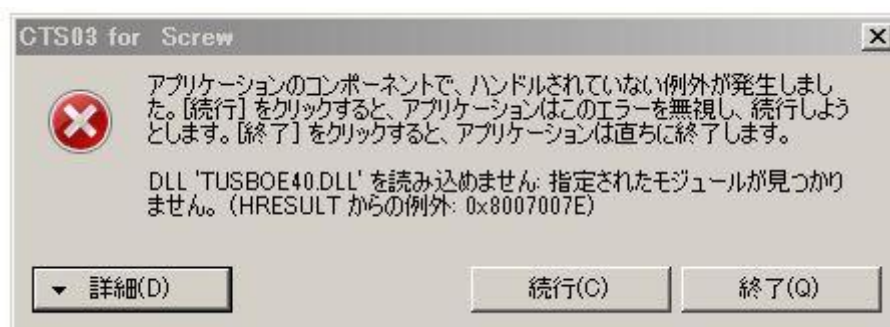 CTS03 for Screw
アプリケーションのコンポーネントで、ハンドルされていない例外が発生しまし
た。[続行] をクリックすると、アプリケーションはこのエラーを無視し、続行しよう
とします。[終了] をクリックすると、アプリケーションは直ちに終了します。
DLL 'TUSBOE40.DLL' を読み込めません: 指定されたモジュールが見つかり
ません。 (HRESULT からの例外: 0x8007007E)
詳細(D)
続行(C)
終了(Q)